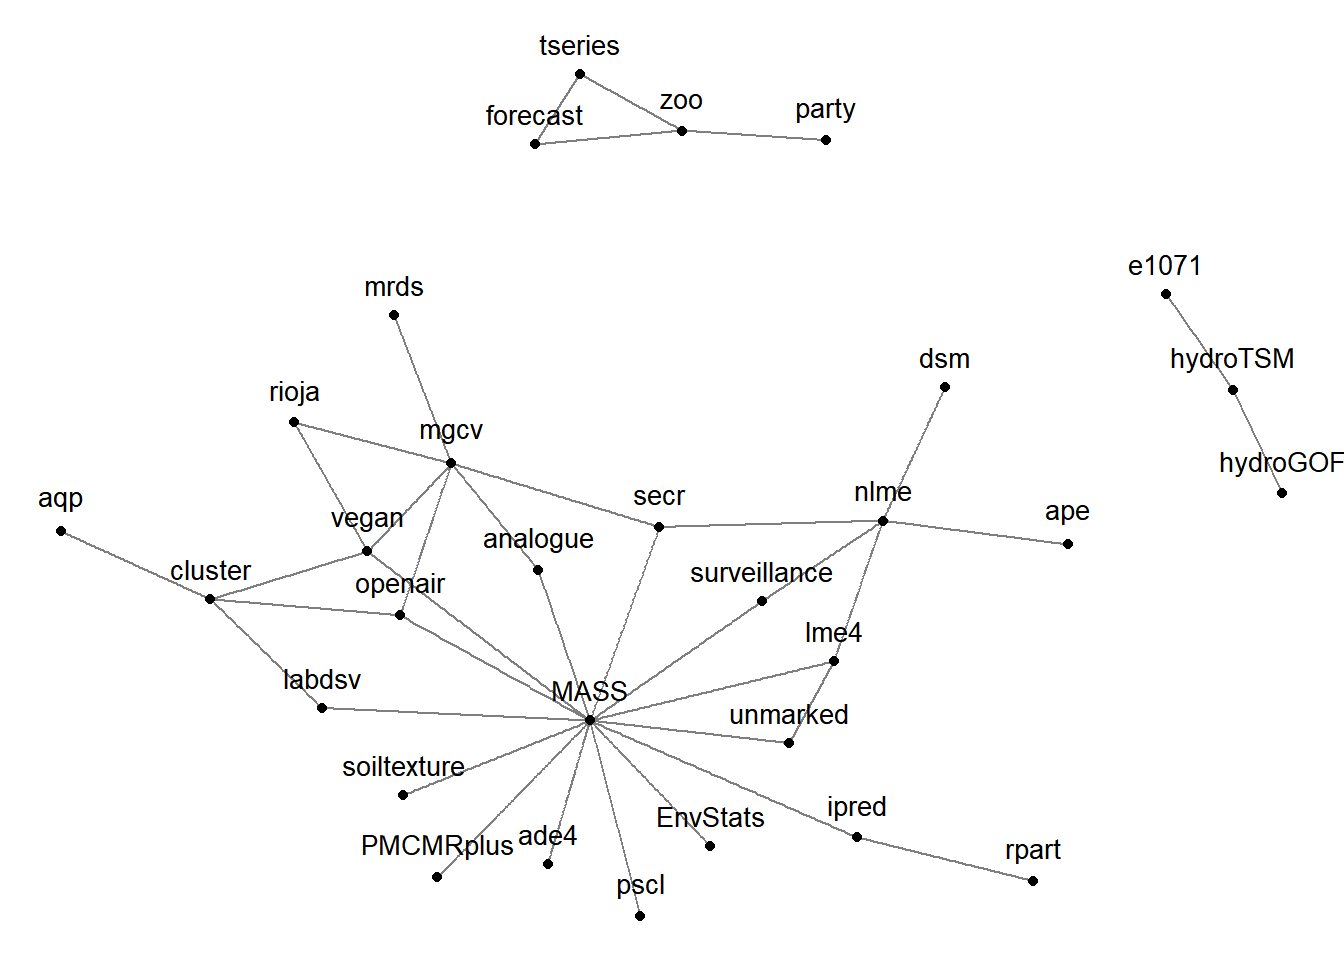 tseries
zoo
party
forecast
e1071
mrds
hydroTSM
dsm
rioja
mgcv
hydroGOF
nlme
secr
aqp
ape
vegan
analogue
cluster
surveillance
openair
lme4
labdsv
MASS
unmarked
soiltexture
ipred
EnvStats
ade4
PMCMRplus
rpart
pscl